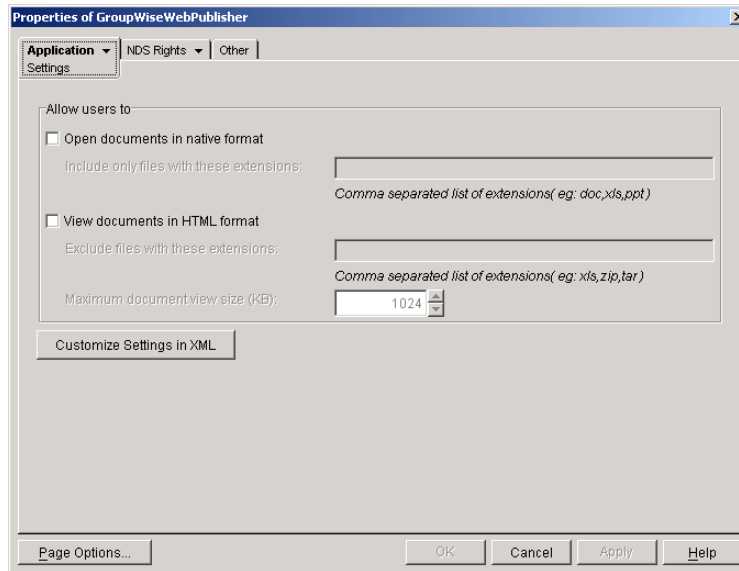 Properties of GroupWiseWebPublisher
Application NDS Rights Other
Settings
Allow users to
Open documents in native format
Include only files with these extensions:
Comma separated list of extensions( eg: doc,xls,ppt )
View documents in HTML format
Exclude files with these extensions:
Comma separated list of extensions( eg: xls,zip,tar )
Maximum document view size (KB): 1024
Customize Settings in XML
Page Options... OK Cancel Apply Help